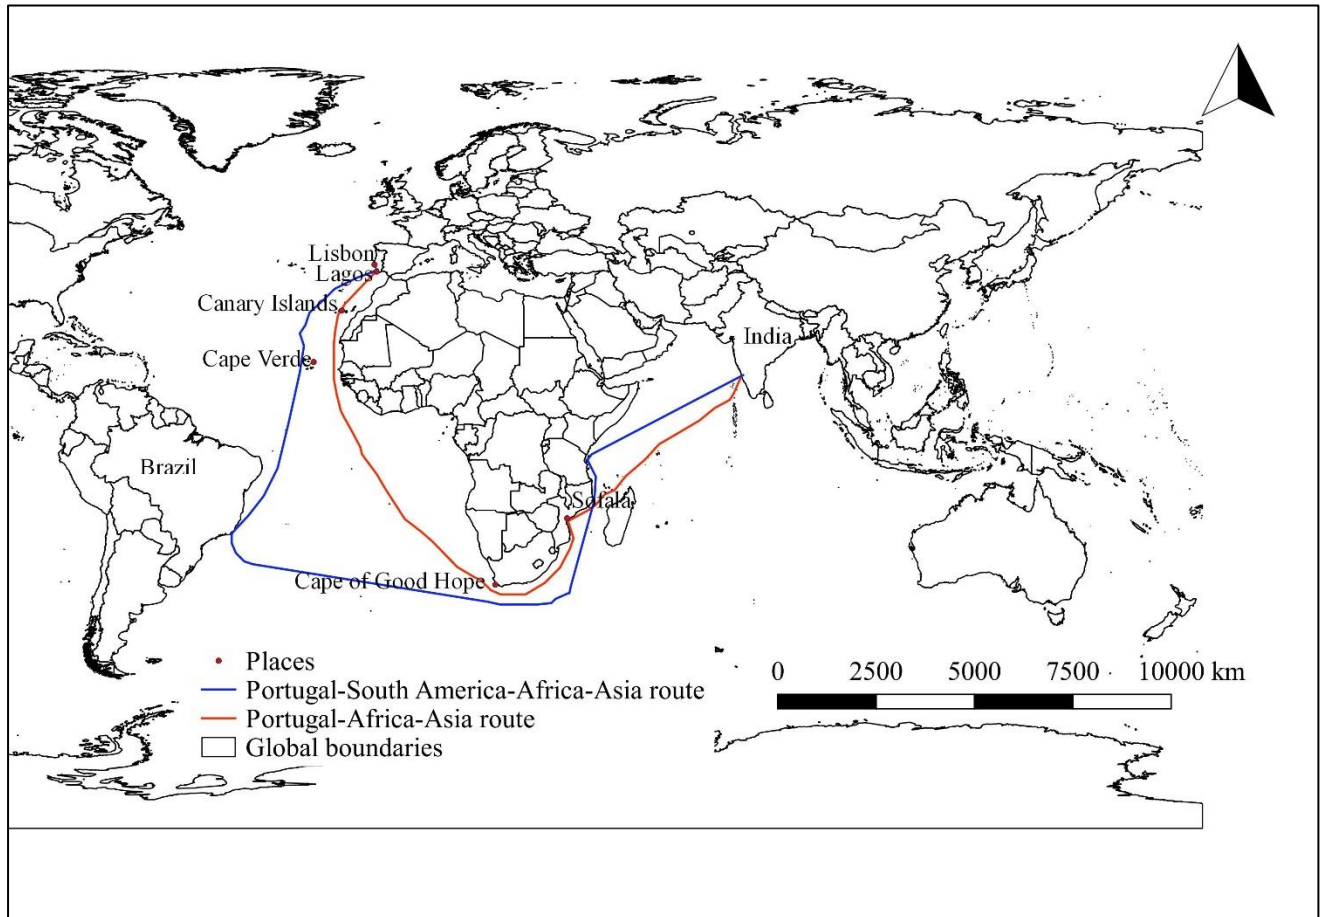 Lisbon
Lagos
Canary Islands
Cape Verde
India
Brazil
Sofala
Cape of Good Hope
Places
Portugal-South America-Africa-Asia route
Portugal-Africa-Asia route
Global boundaries
0 2500 5000 7500 10000 km